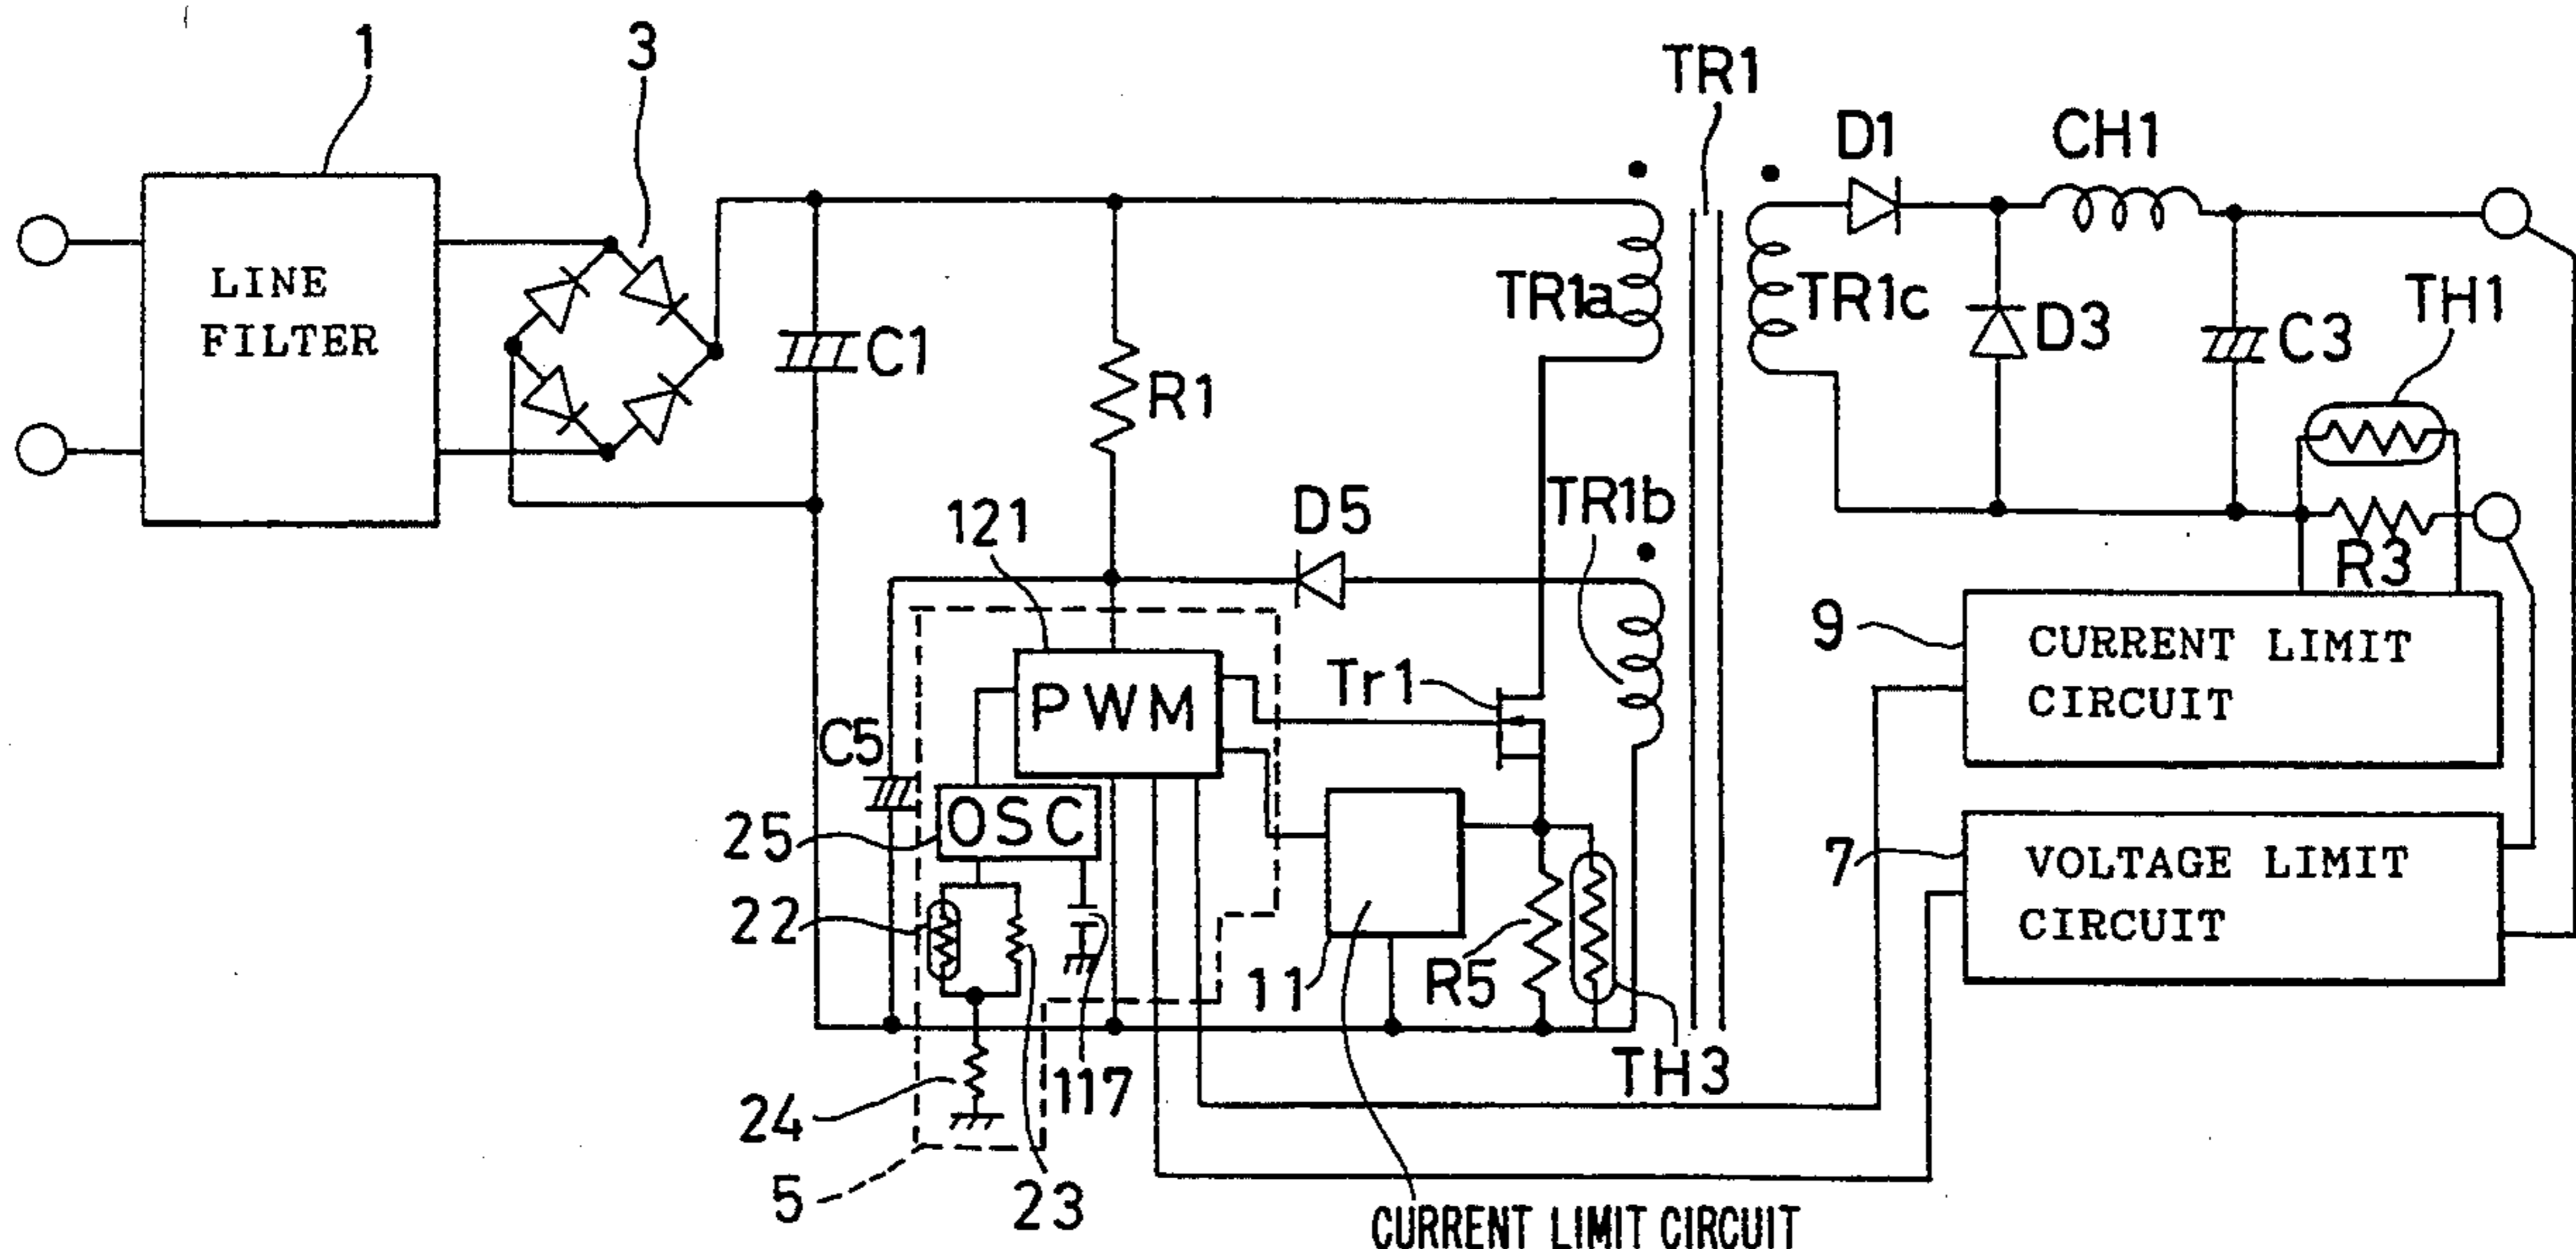 1
3
TR1
D1
CH1
LINE
FILTER
C1
R1
TR1a
TR1c
D3
C3
TH1
121
D5
TR1b
R3
9
CURRENT LIMIT
CIRCUIT
PWM
Tr1
C5
25
OSC
7
VOLTAGE LIMIT
CIRCUIT
22
11
R5
TH3
24
117
5
23
CURRENT LIMIT CIRCUIT